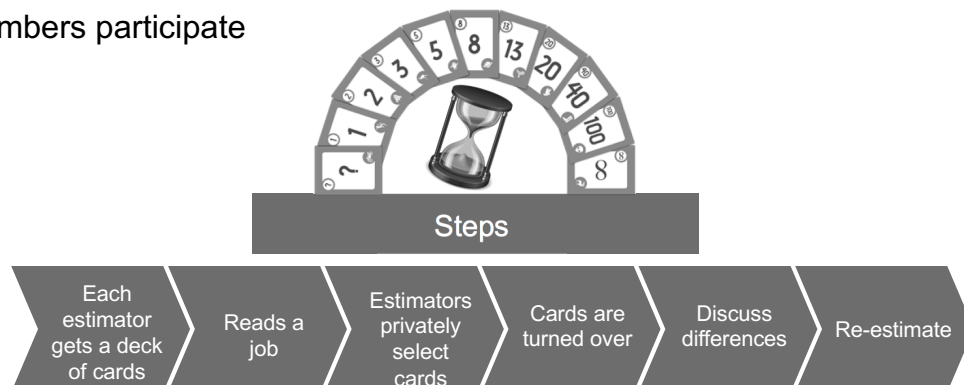 mbers participate
?
1
2
3
5
8
13
20
40
100
∞
Steps
Each
estimator
gets a deck
of cards
Reads a
job
Estimators
privately
select
cards
Cards are
turned over
Discuss
differences
Re-estimate